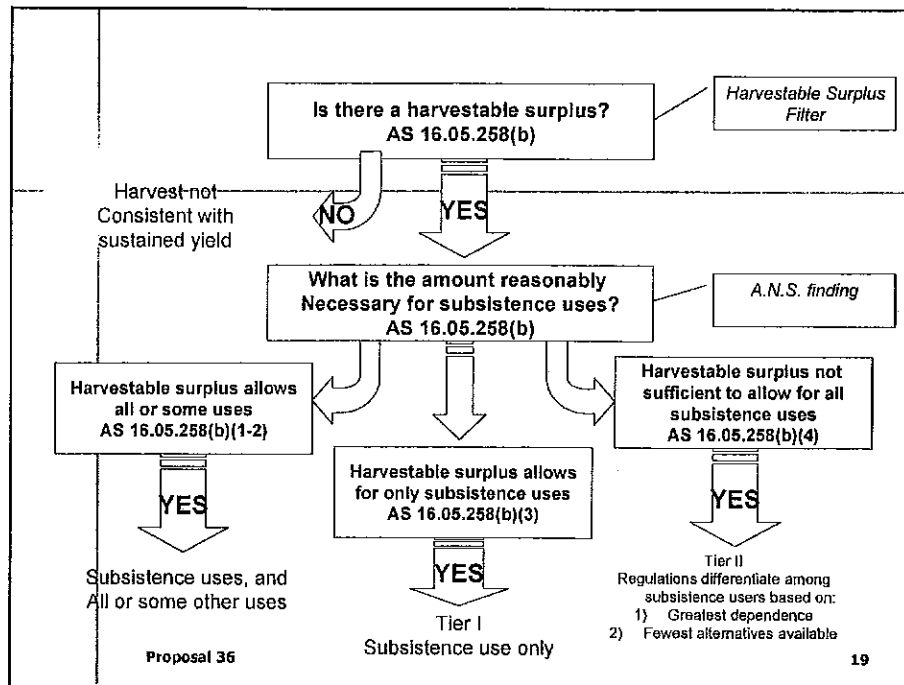 Is there a harvestable surplus?
AS 16.05.258(b)
Harvestable Surplus
Filter
Harvest not
Consistent with
sustained yield
NO
YES
What is the amount reasonably
Necessary for subsistence uses?
AS 16.05.258(b)
A.N.S. finding
Harvestable surplus allows
all or some uses
AS 16.05.258(b)(1-2)
Harvestable surplus allows
for only subsistence uses
AS 16.05.258(b)(3)
Harvestable surplus not
sufficient to allow for all
subsistence uses
AS 16.05.258(b)(4)
YES
Subsistence uses, and
All or some other uses
YES
Tier I
Subsistence use only
YES
Tier II
Regulations differentiate among
subsistence users based on:
1) Greatest dependence
2) Fewest alternatives available
Proposal 36
19